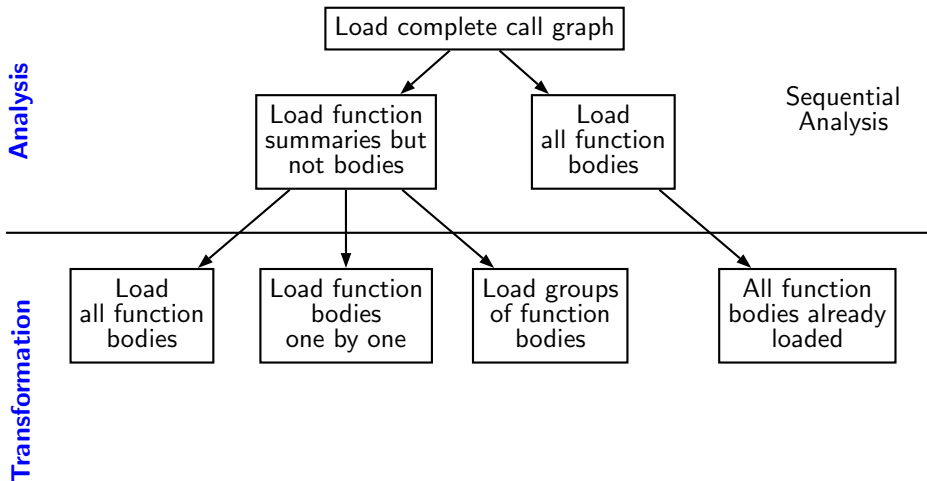 Load complete call graph
Analysis
Load function
summaries but
not bodies
Load
all function
bodies
Sequential
Analysis
Transformation
Load
all function
bodies
Load function
bodies
one by one
Load groups
of function
bodies
All function
bodies already
loaded